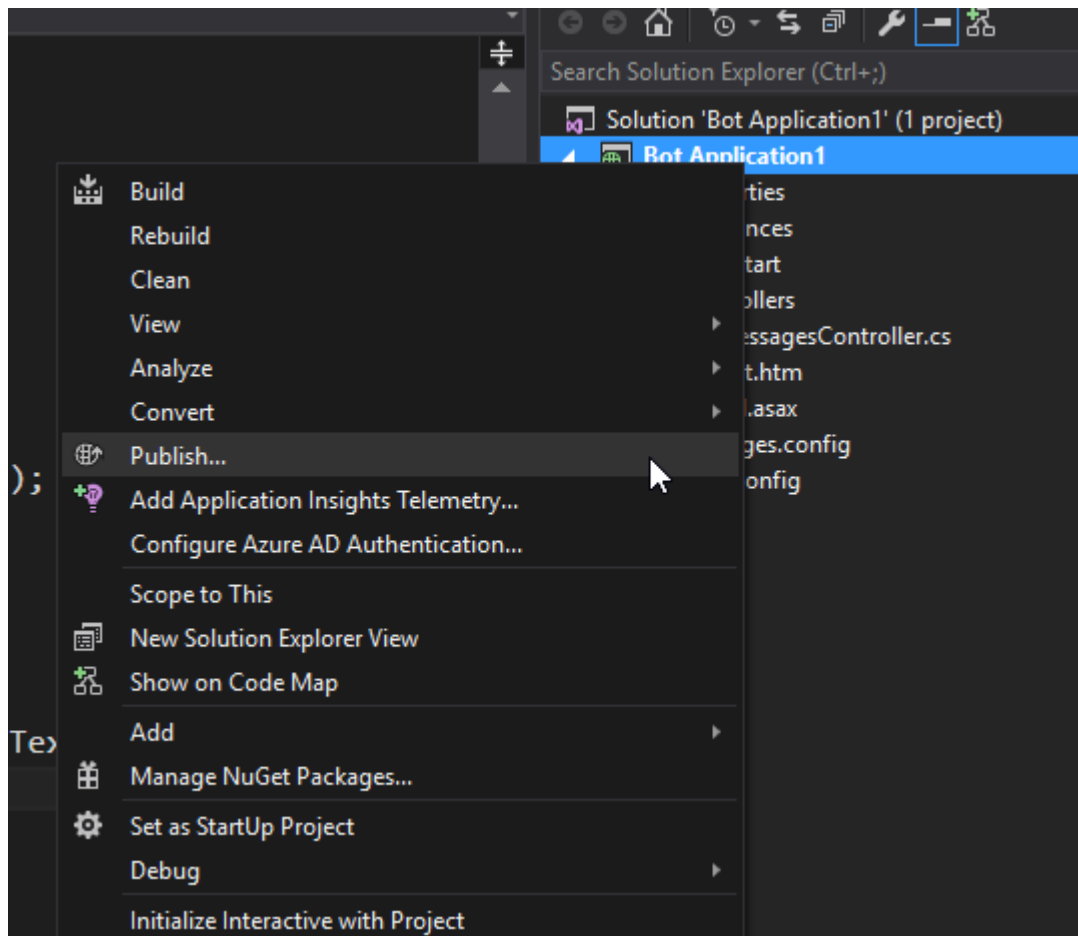 Search Solution Explorer (Ctrl+;)
Solution 'Bot Application1' (1 project)
Bot Application1
Build
rties
Rebuild
nces
Clean
tart
View
ollers
essagesController.cs
Analyze
t.htm
Convert
.asax
Publish...
ges.config
);
Add Application Insights Telemetry...
onfig
Configure Azure AD Authentication...
Scope to This
New Solution Explorer View
Show on Code Map
Add
Tex
Manage NuGet Packages...
Set as StartUp Project
Debug
Initialize Interactive with Project